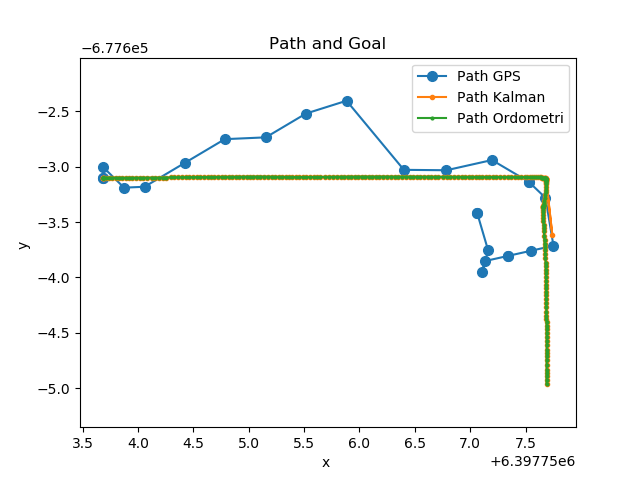 Path and Goal
−6.776e5
Path GPS
Path Kalman
Path Ordometri
−2.5
−3.0
−3.5
−4.0
−4.5
−5.0
y
3.5 4.0 4.5 5.0 5.5 6.0 6.5 7.0 7.5
x
+6.39775e6